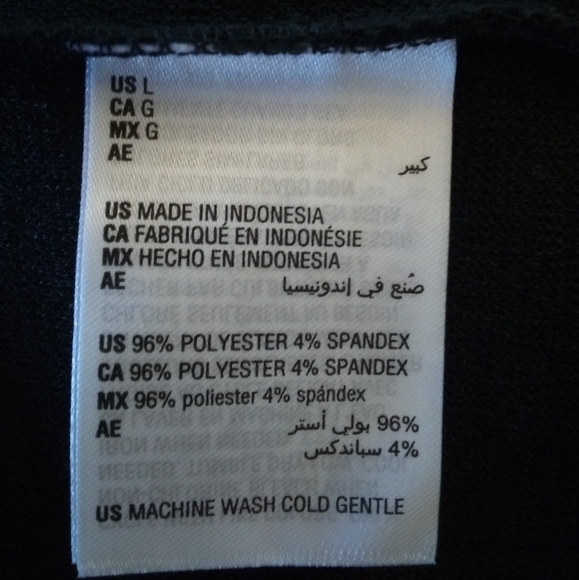 US L
CA G
MX G
AE كبير
US MADE IN INDONESIA
CA FABRIQUÉ EN INDONÉSIE
MX HECHO EN INDONESIA
AE صُنع في إندونيسيا
US 96% POLYESTER 4% SPANDEX
CA 96% POLYESTER 4% SPANDEX
MX 96% poliester 4% spándex
AE 96% بولي أستر
4% سباندكس
US MACHINE WASH COLD GENTLE